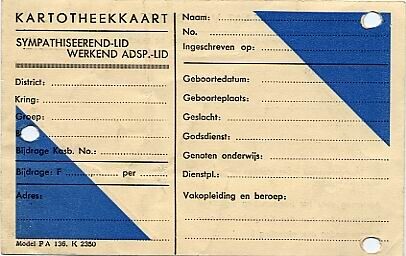 KARTOTHEEKKAART
SYMPATHISEEREND-LID
WERKEND ADSP.-LID
District:
Kring:
Groep:
Bijdrage Kasb. No.:
Bijdrage: F per
Adres:
Model P A 136. K 2350
Naam:
No.
Ingeschreven op:
Geboortedatum:
Geboorteplaats:
Geslacht:
Godsdienst:
Genoten onderwijs:
Dienstpl.:
Vakopleiding en beroep: